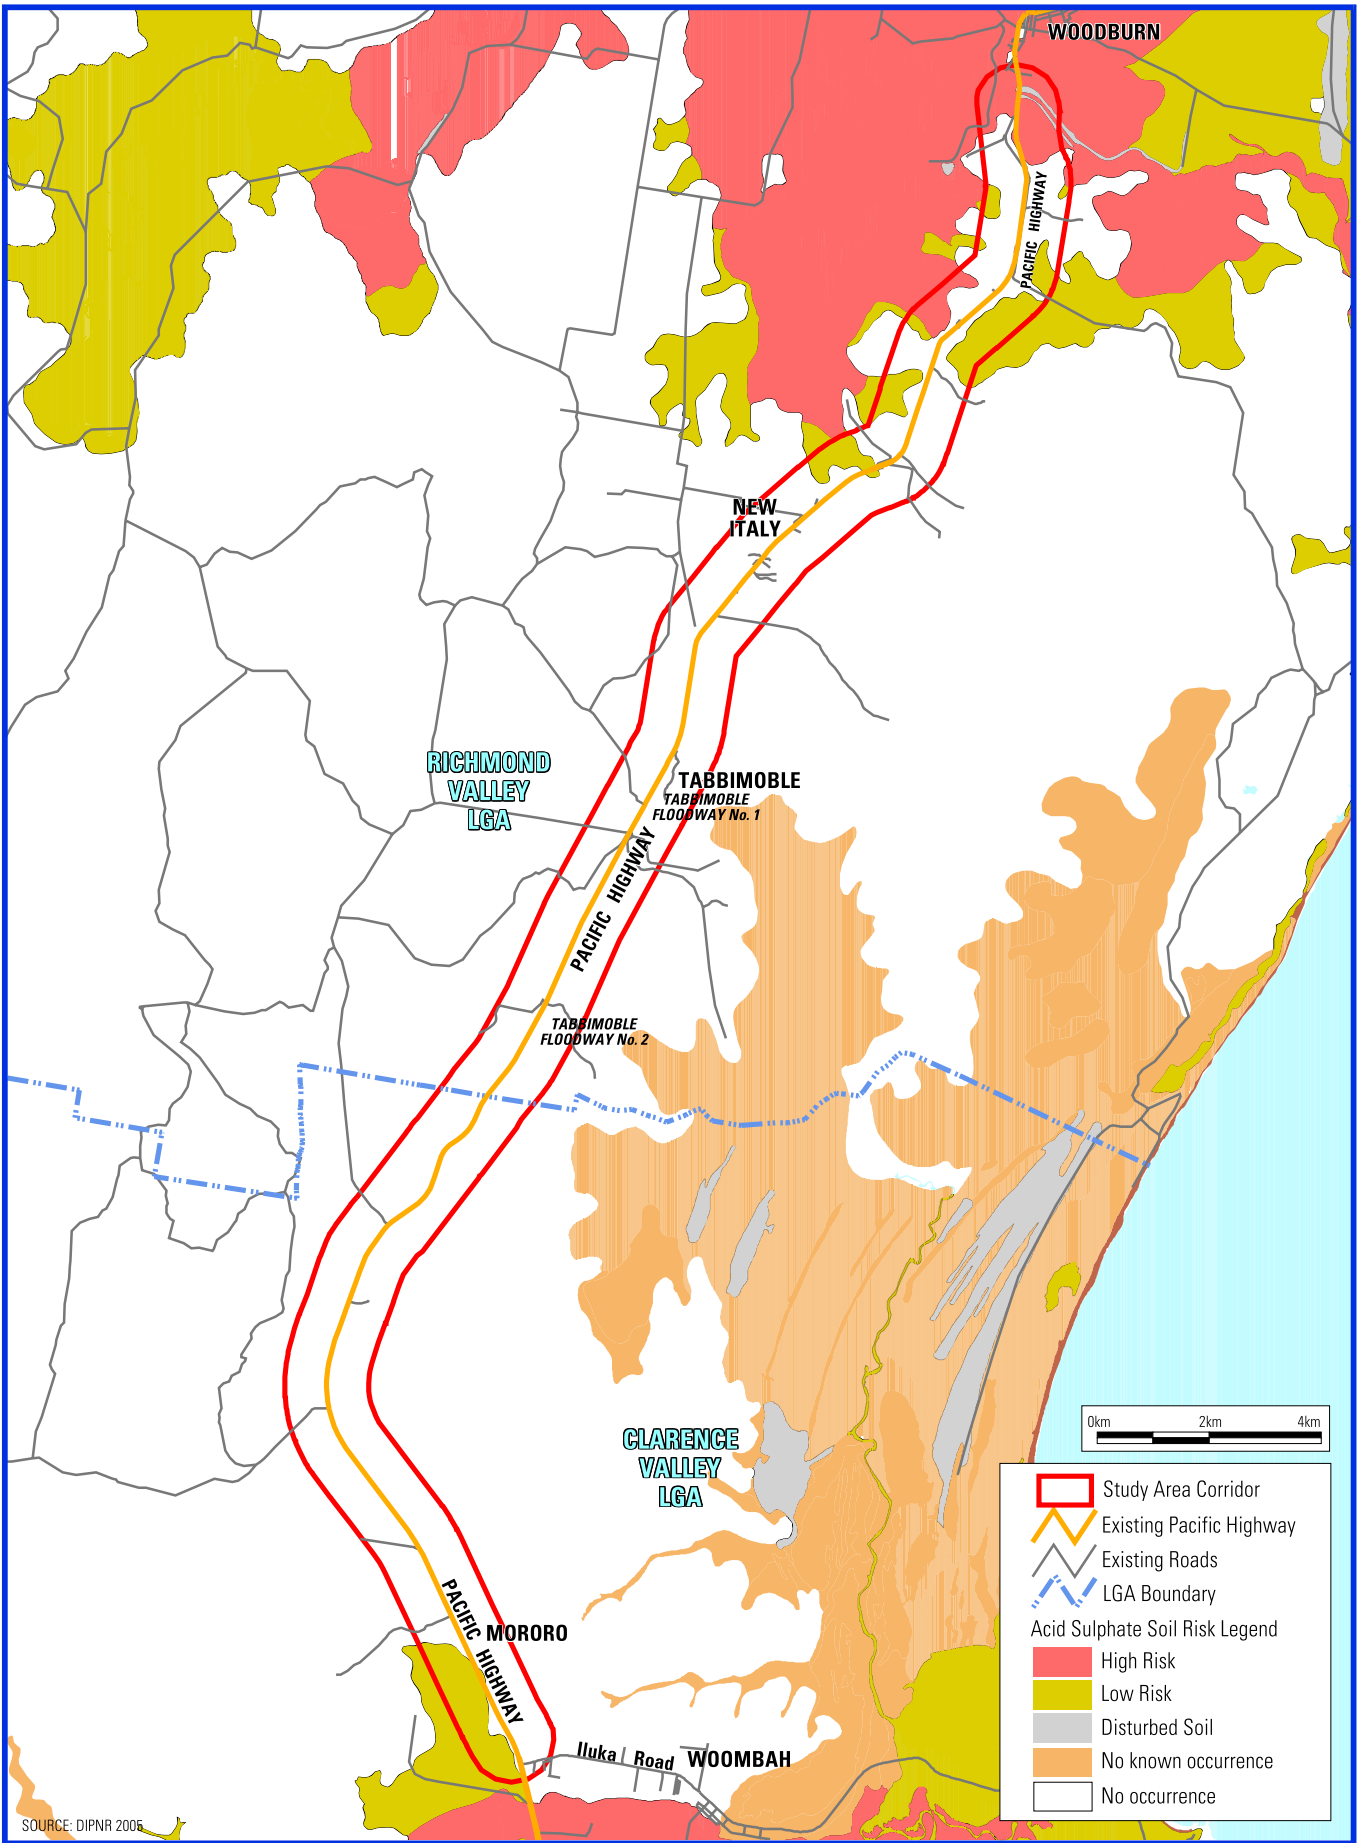 WOODBURN
PACIFIC HIGHWAY
NEW
ITALY
RICHMOND
VALLEY
LGA
TABBIMOBLE
TABBIMOBLE
FLOODWAY No. 1
PACIFIC HIGHWAY
TABBIMOBLE
FLOODWAY No. 2
CLARENCE
VALLEY
LGA
0km 2km 4km
Study Area Corridor
Existing Pacific Highway
Existing Roads
LGA Boundary
Acid Sulphate Soil Risk Legend
High Risk
Low Risk
Disturbed Soil
No known occurrence
No occurrence
PACIFIC HIGHWAY
MORORO
Iluka Road
WOOMBAH
SOURCE: DIPNR 2005